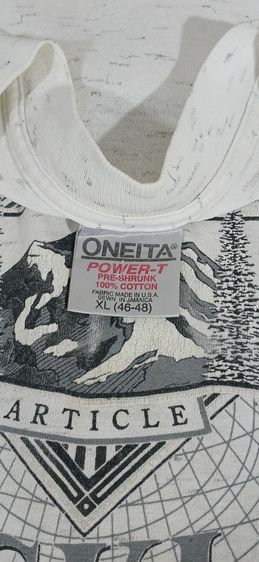 ONEITA®
POWER-T
PRE-SHRUNK
100% COTTON
FABRIC MADE IN U.S.A.
SEWN IN JAMAICA
XL (46-48)
ARTICLE